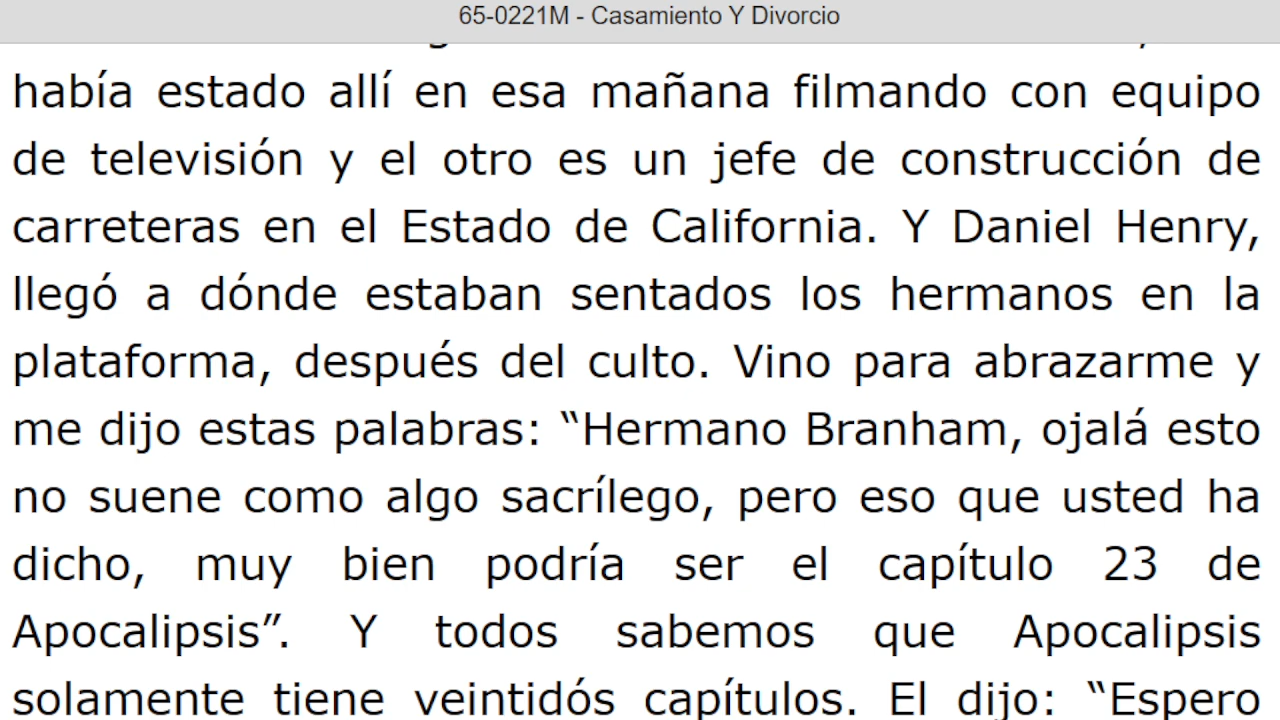 65-0221M - Casamiento Y Divorcio
había estado allí en esa mañana filmando con equipo
de televisión y el otro es un jefe de construcción de
carreteras en el Estado de California. Y Daniel Henry,
llegó a dónde estaban sentados los hermanos en la
plataforma, después del culto. Vino para abrazarme y
me dijo estas palabras: “Hermano Branham, ojalá esto
no suene como algo sacrílego, pero eso que usted ha
dicho, muy bien podría ser el capítulo 23 de
Apocalipsis”. Y todos sabemos que Apocalipsis
solamente tiene veintidós capítulos. El dijo: “Espero